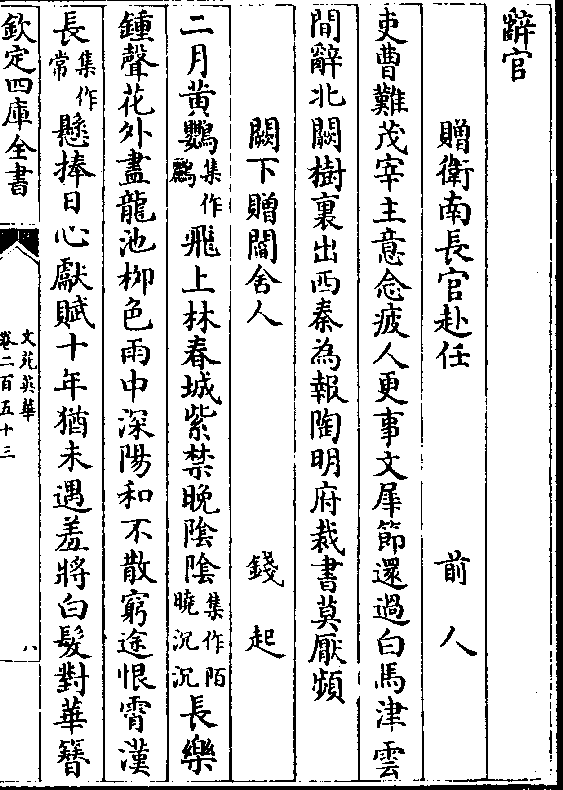 辭官
贈衛南長官赴任 前人
吏曹難茂宰主意念疲人更事文犀節還過白馬津雲
間辭北闕樹裏出西秦為報陶明府裁書莫厭頻
闕下贈閻舍人 錢起
二月黄鸚集作鸝飛上林春城紫禁晚陰陰集作陌曉沉沉長樂
鍾聲花外盡龍池柳色雨中深陽和不散窮途恨霄漢
長集作常懸捧日心獻賦十年猶未遇羞將白髮對華簪
欽定四庫全書
文苑英華
卷二百五十三
八